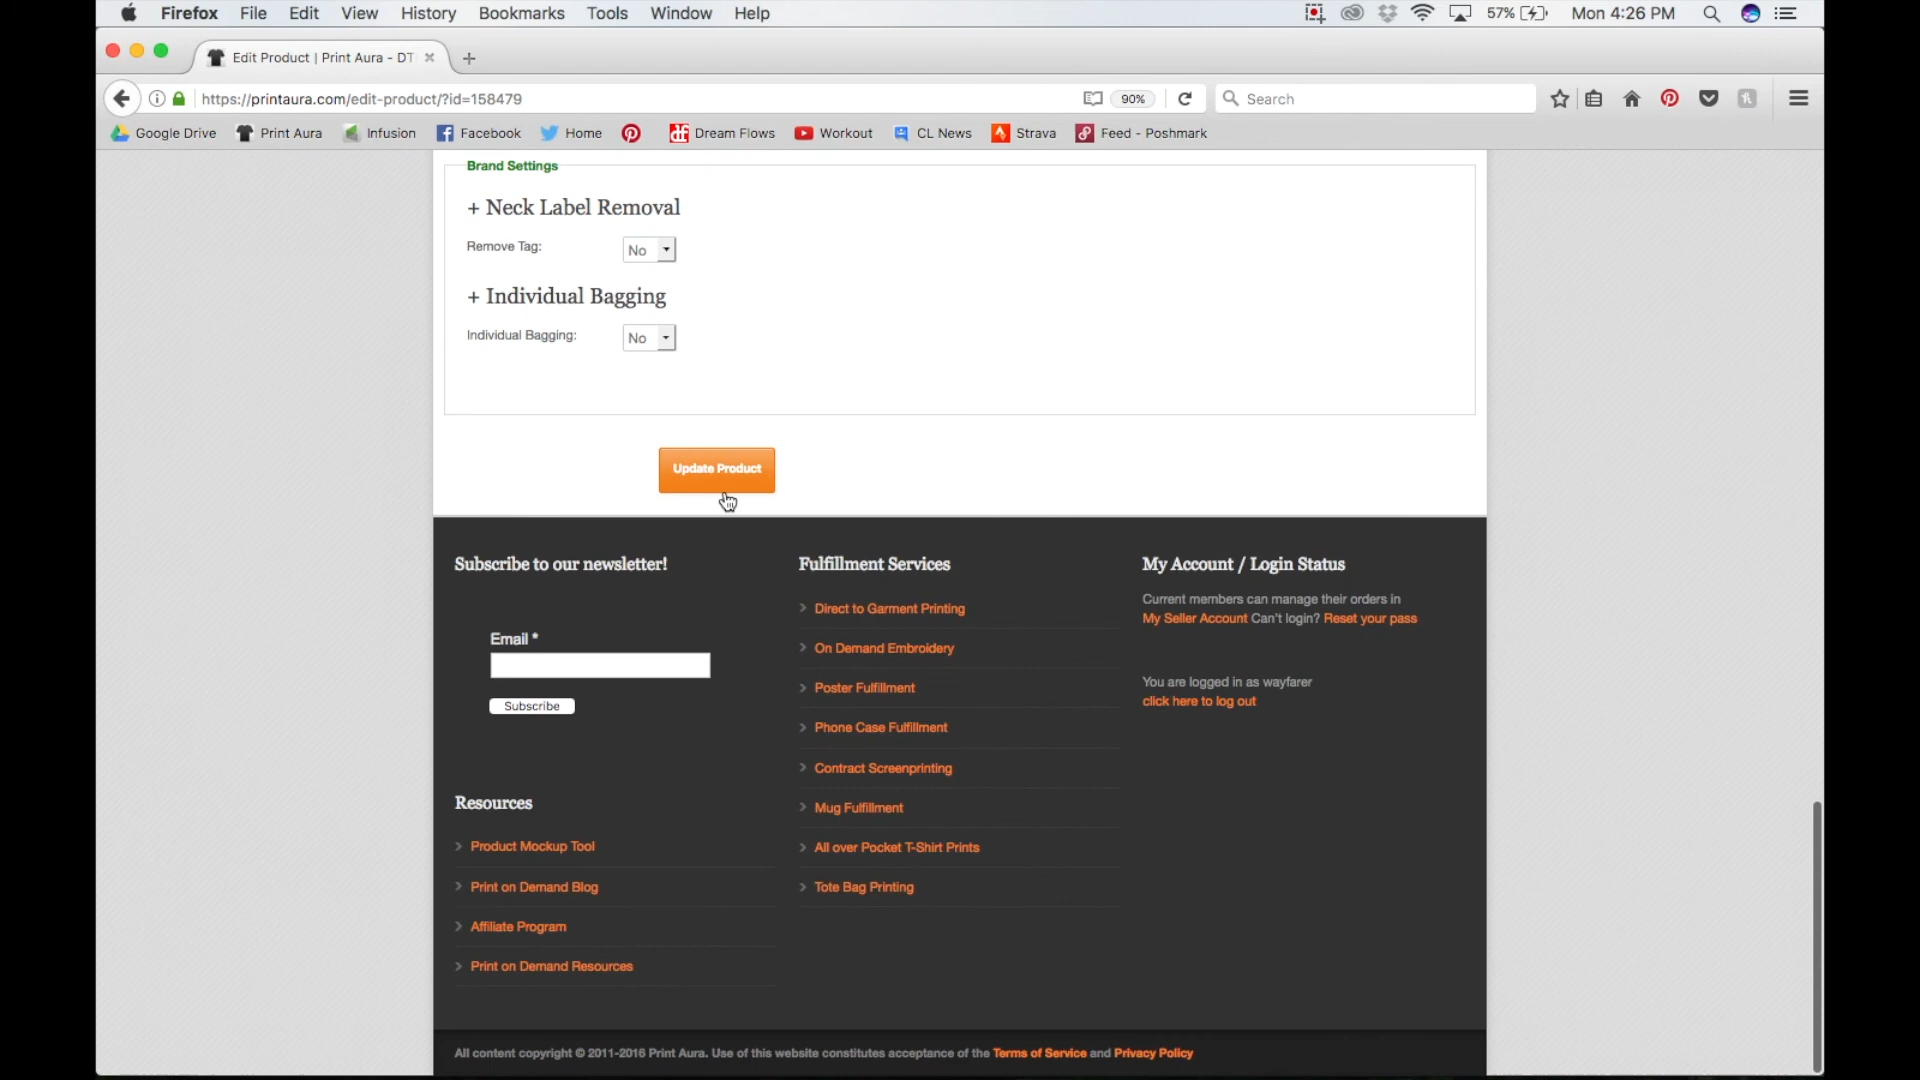 Firefox File Edit View History Bookmarks Tools Window Help 57% Mon 4:26 PM
Edit Product | Print Aura - DT
https://printaura.com/edit-product/?id=158479 90% Search
Google Drive Print Aura Infusion Facebook Home Dream Flows Workout CL News Strava Feed - Poshmark
Brand Settings
+ Neck Label Removal
Remove Tag: No
+ Individual Bagging
Individual Bagging: No
Update Product
Subscribe to our newsletter!
Email *
Subscribe
Resources
Product Mockup Tool
Print on Demand Blog
Affiliate Program
Print on Demand Resources
Fulfillment Services
Direct to Garment Printing
On Demand Embroidery
Poster Fulfillment
Phone Case Fulfillment
Contract Screenprinting
Mug Fulfillment
All over Pocket T-Shirt Prints
Tote Bag Printing
My Account / Login Status
Current members can manage their orders in
My Seller Account Can't login? Reset your pass
You are logged in as wayfarer
click here to log out
All content copyright © 2011-2016 Print Aura. Use of this website constitutes acceptance of the Terms of Service and Privacy Policy